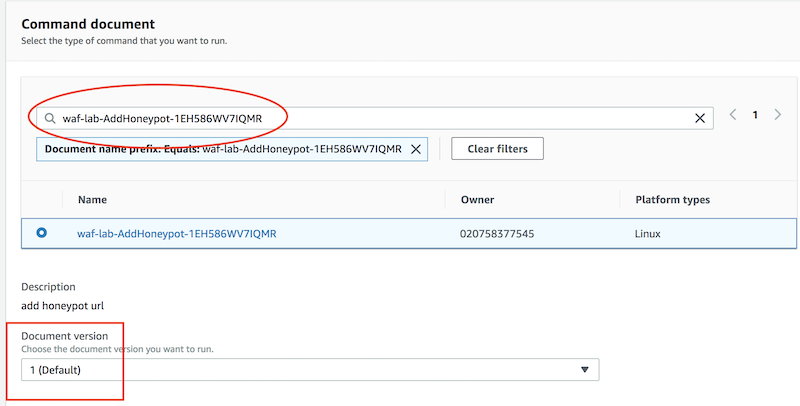 Command document
Select the type of command that you want to run.
waf-lab-AddHoneypot-1EH586WV7IQMR
1
Document name prefix: Equals: waf-lab-AddHoneypot-1EH586WV7IQMR
Clear filters
Name Owner Platform types
waf-lab-AddHoneypot-1EH586WV7IQMR 020758377545 Linux
Description
add honeypot url
Document version
Choose the document version you want to run.
1 (Default)